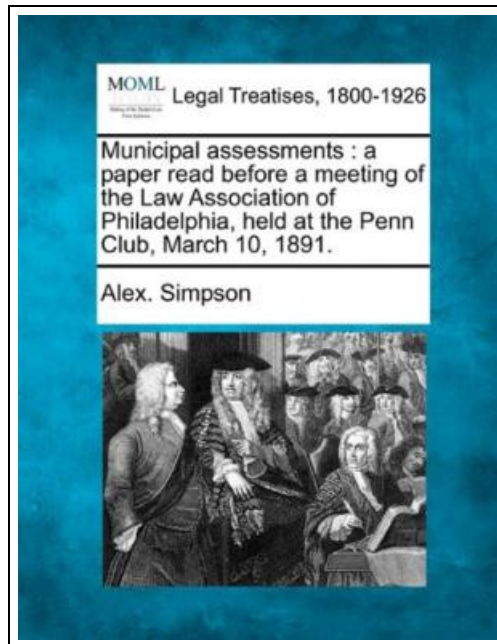 MOML
Legal Treatises, 1800-1926
Municipal assessments : a
paper read before a meeting of
the Law Association of
Philadelphia, held at the Penn
Club, March 10, 1891.
Alex. Simpson